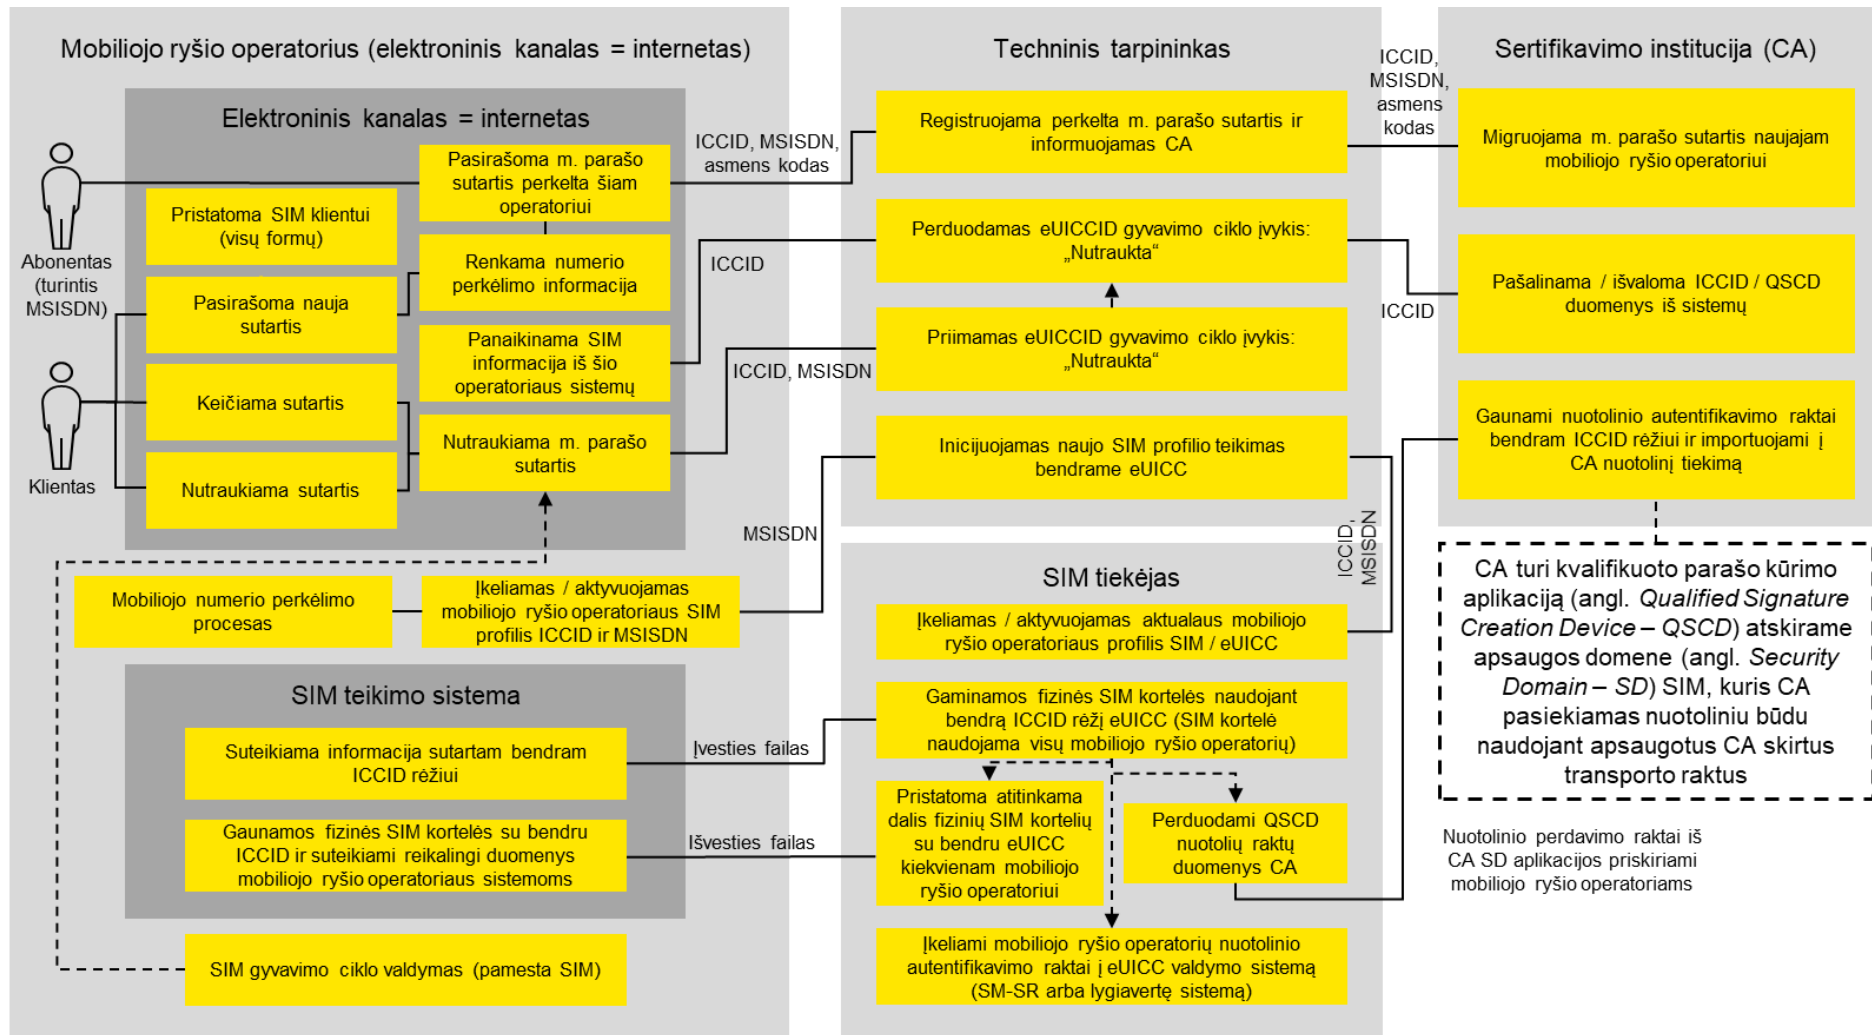 Mobiliojo ryšio operatorius (elektroninis kanalas = internetas)
Elektroninis kanalas = internetas
Abonentas
(turintis
MSISDN)
Klientas
Pristatoma SIM klientui
(visų formų)
Pasirašoma nauja
sutartis
Keičiama sutartis
Nutraukiama sutartis
Pasirašoma m. parašo
sutartis perkelta šiam
operatoriui
Renkama numerio
perkėlimo informacija
Panaikinama SIM
informacija iš šio
operatoriaus sistemų
Nutraukiama m. parašo
sutartis
Mobiliojo numerio perkėlimo
procesas
Įkeliamas / aktyvuojamas
mobiliojo ryšio operatoriaus SIM
profilis ICCID ir MSISDN
SIM teikimo sistema
Suteikiama informacija sutartam bendram
ICCID rėžiui
Gaunamos fizinės SIM kortelės su bendru
ICCID ir suteikiami reikalingi duomenys
mobiliojo ryšio operatoriaus sistemoms
SIM gyvavimo ciklo valdymas (pamesta SIM)
ICCID, MSISDN,
asmens kodas
ICCID
ICCID, MSISDN
MSISDN
Įvesties failas
Išvesties failas
Techninis tarpininkas
Registruojama perkelta m. parašo sutartis ir
informuojamas CA
Perduodamas eUICCID gyvavimo ciklo įvykis:
„Nutraukta“
Priimamas eUICCID gyvavimo ciklo įvykis:
„Nutraukta“
Inicijuojamas naujo SIM profilio teikimas
bendrame eUICC
ICCID,
MSISDN
SIM tiekėjas
Įkeliamas / aktyvuojamas aktualaus mobiliojo
ryšio operatoriaus profilis SIM / eUICC
Gaminamos fizinės SIM kortelės naudojant
bendrą ICCID rėžį eUICC (SIM kortelė
naudojama visų mobiliojo ryšio operatorių)
Pristatoma atitinkama
dalis fizinių SIM kortelių
su bendru eUICC
kiekvienam mobiliojo
ryšio operatoriui
Perduodami QSCD
nuotolių raktų
duomenys CA
Įkeliami mobiliojo ryšio operatorių nuotolinio
autentifikavimo raktai į eUICC valdymo sistemą
(SM-SR arba lygiavertę sistemą)
ICCID,
MSISDN,
asmens
kodas
ICCID
Sertifikavimo institucija (CA)
Migruojama m. parašo sutartis naujajam
mobiliojo ryšio operatoriui
Pašalinama / išvaloma ICCID / QSCD
duomenys iš sistemų
Gaunami nuotolinio autentifikavimo raktai
bendram ICCID rėžiui ir importuojami į
CA nuotolinį tiekimą
CA turi kvalifikuoto parašo kūrimo
aplikaciją (angl. Qualified Signature
Creation Device – QSCD) atskirame
apsaugos domene (angl. Security
Domain – SD) SIM, kuris CA
pasiekiamas nuotoliniu būdu
naudojant apsaugotus CA skirtus
transporto raktus
Nuotolinio perdavimo raktai iš
CA SD aplikacijos priskiriami
mobiliojo ryšio operatoriams